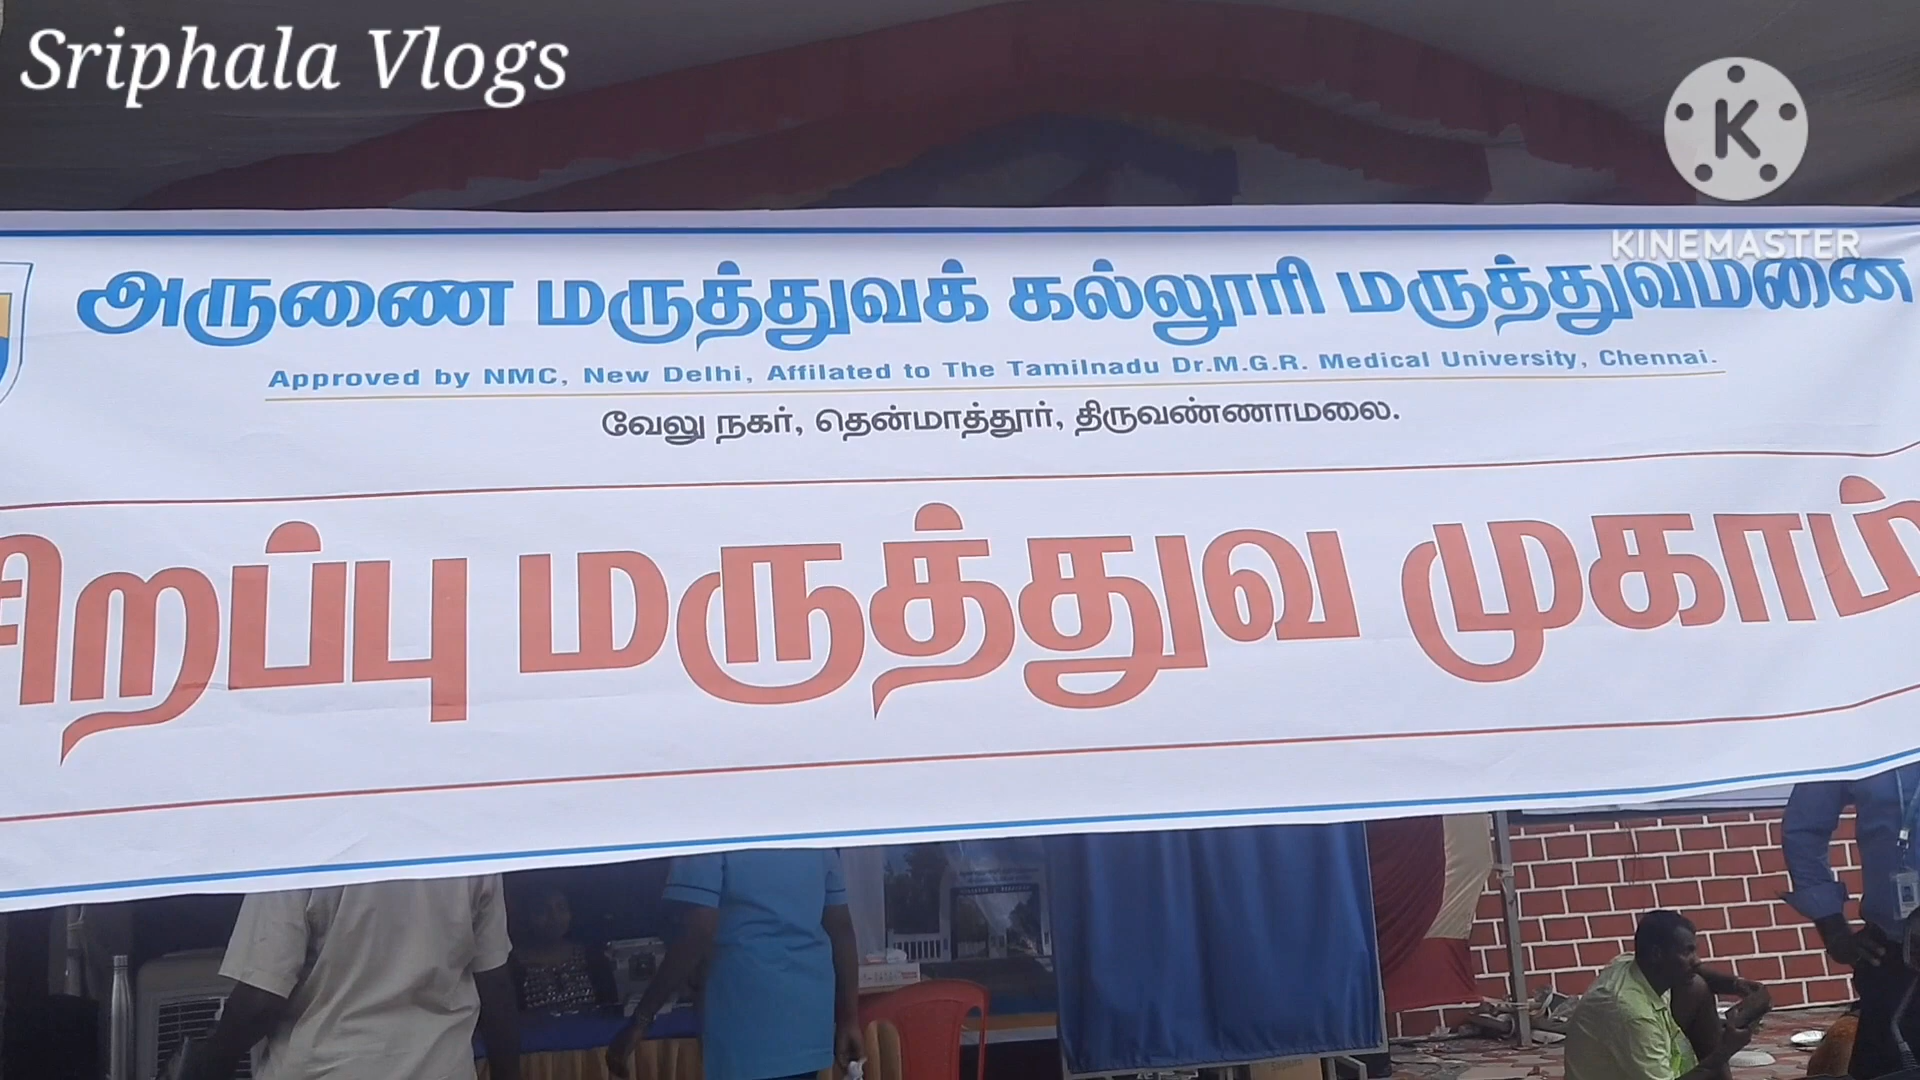 Sriphala Vlogs
K
KINEMASTER
அருணை மருத்துவக் கல்லூரி மருத்துவமனை
Approved by NMC, New Delhi, Affilated to The Tamilnadu Dr.M.G.R. Medical University, Chennai.
வேலு நகர், தென்மாத்தூர், திருவண்ணாமலை.
சிறப்பு மருத்துவ முகாம்